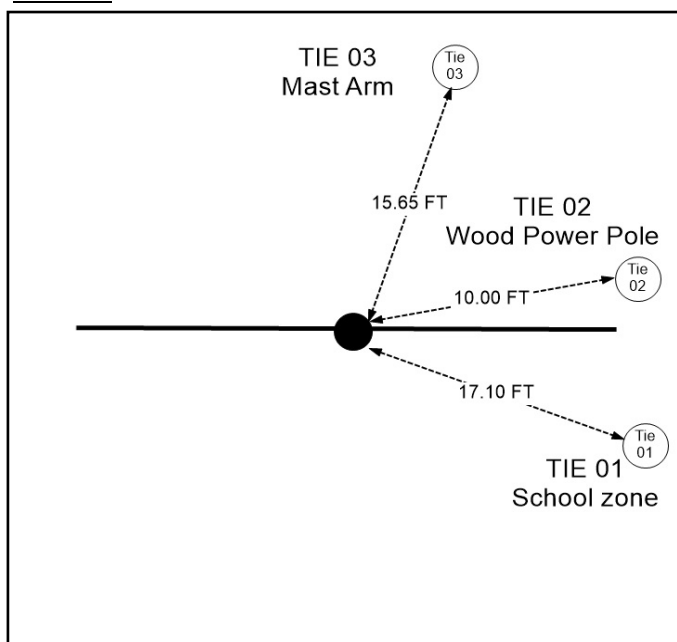 TIE 03
Mast Arm
Tie
03
15.65 FT
TIE 02
Wood Power Pole
Tie
02
10.00 FT
17.10 FT
Tie
01
TIE 01
School zone